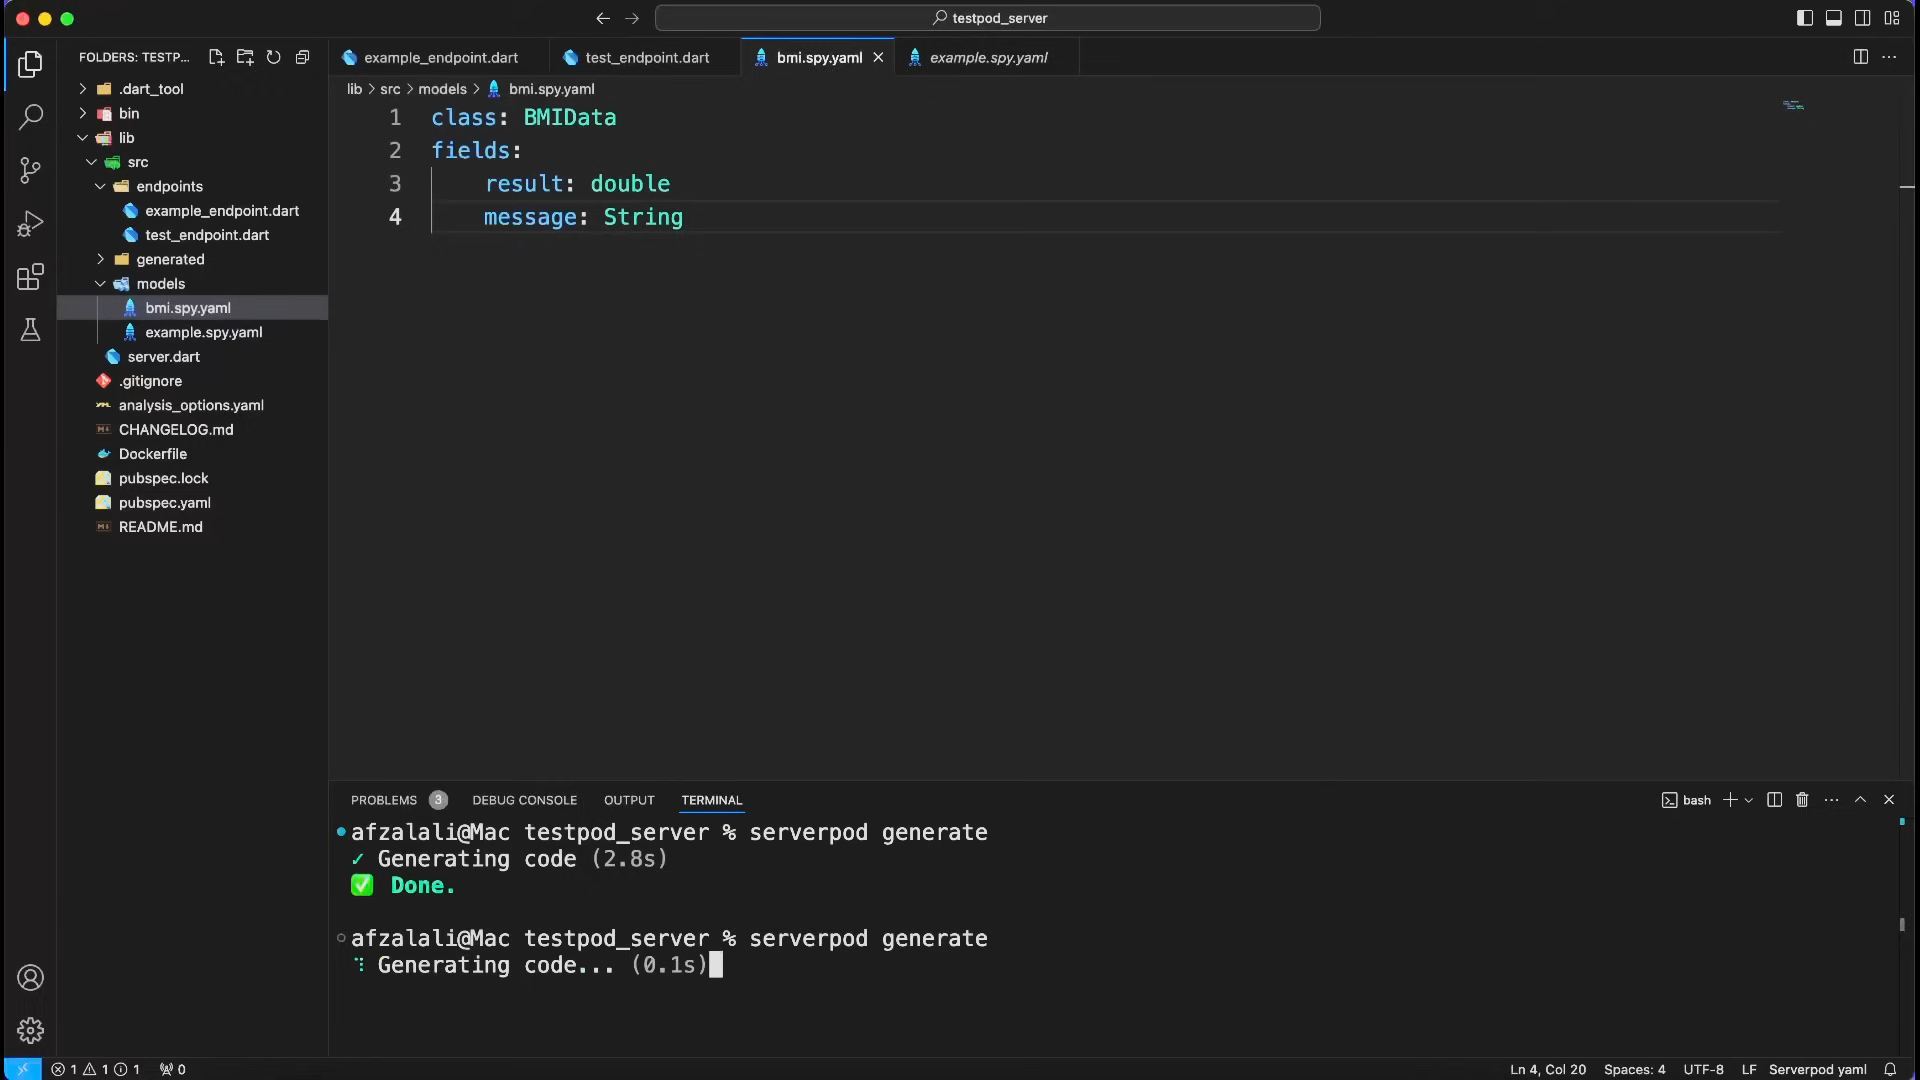 testpod_server
FOLDERS: TESTP...
example_endpoint.dart
test_endpoint.dart
bmi.spy.yaml
example.spy.yaml
.dart_tool
bin
lib
src
endpoints
example_endpoint.dart
test_endpoint.dart
generated
models
bmi.spy.yaml
example.spy.yaml
server.dart
.gitignore
analysis_options.yaml
CHANGELOG.md
Dockerfile
pubspec.lock
pubspec.yaml
README.md
lib > src > models > bmi.spy.yaml
1 class: BMIData
2 fields:
3 result: double
4 message: String
PROBLEMS 3 DEBUG CONSOLE OUTPUT TERMINAL
bash
afzalali@Mac testpod_server % serverpod generate
✓ Generating code (2.8s)
✅ Done.
afzalali@Mac testpod_server % serverpod generate
Generating code... (0.1s)
1 1 1 0
Ln 4, Col 20 Spaces: 4 UTF-8 LF Serverpod yaml